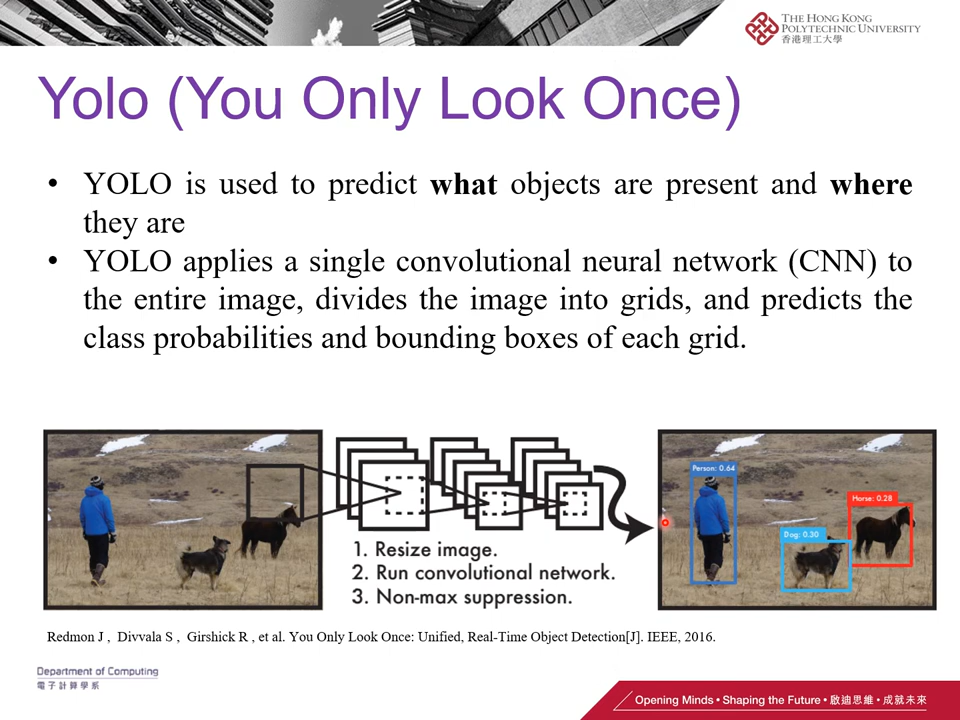 THE HONG KONG
POLYTECHNIC UNIVERSITY
香港理工大學
Yolo (You Only Look Once)
• YOLO is used to predict what objects are present and where
they are
• YOLO applies a single convolutional neural network (CNN) to
the entire image, divides the image into grids, and predicts the
class probabilities and bounding boxes of each grid.
Person: 0.64
Horse: 0.28
Dog: 0.30
1. Resize image.
2. Run convolutional network.
3. Non-max suppression.
Redmon J , Divvala S , Girshick R , et al. You Only Look Once: Unified, Real-Time Object Detection[J]. IEEE, 2016.
Department of Computing
電子計算學系
Opening Minds • Shaping the Future • 啟迪思維 • 成就未來